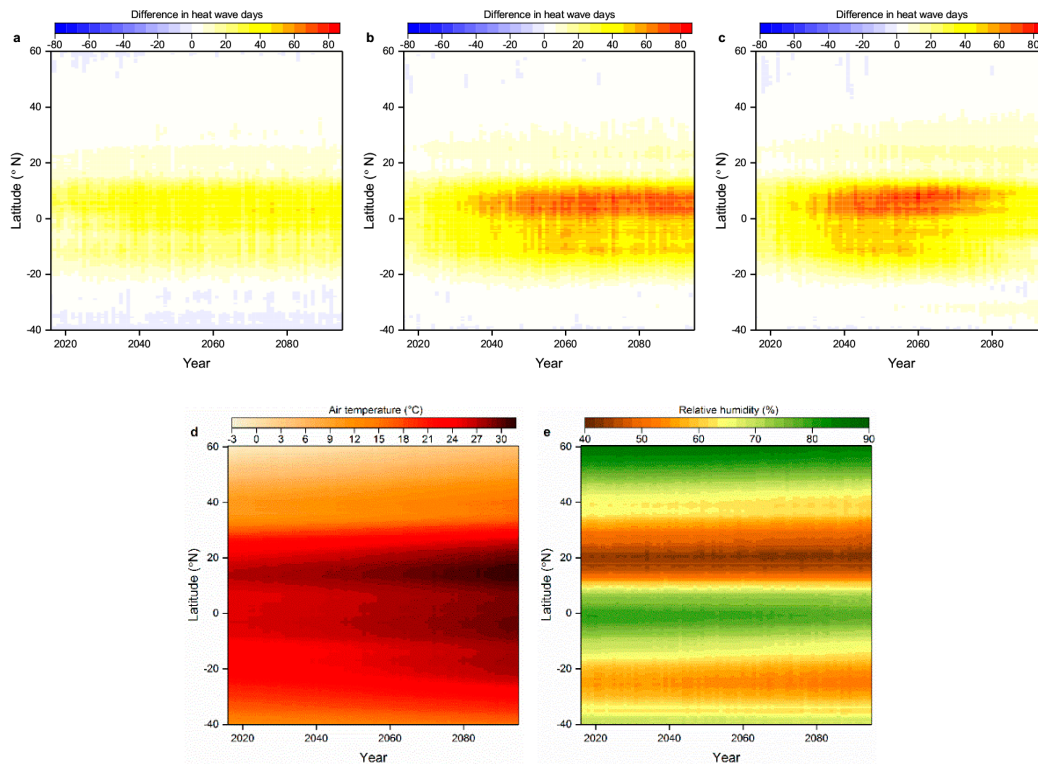 Difference in heat wave days
a
-80 -60 -40 -20 0 20 40 60 80
60
40
20
0
-20
-40
Latitude (° N)
2020 2040 2060 2080
Year
Difference in heat wave days
b
-80 -60 -40 -20 0 20 40 60 80
60
40
20
0
-20
-40
Latitude (° N)
2020 2040 2060 2080
Year
Difference in heat wave days
c
-80 -60 -40 -20 0 20 40 60 80
60
40
20
0
-20
-40
Latitude (° N)
2020 2040 2060 2080
Year
Air temperature (°C)
d
-3 0 3 6 9 12 15 18 21 24 27 30
60
40
20
0
-20
-40
Latitude (°N)
2020 2040 2060 2080
Year
Relative humidity (%)
e
40 50 60 70 80 90
60
40
20
0
-20
-40
Latitude (°N)
2020 2040 2060 2080
Year